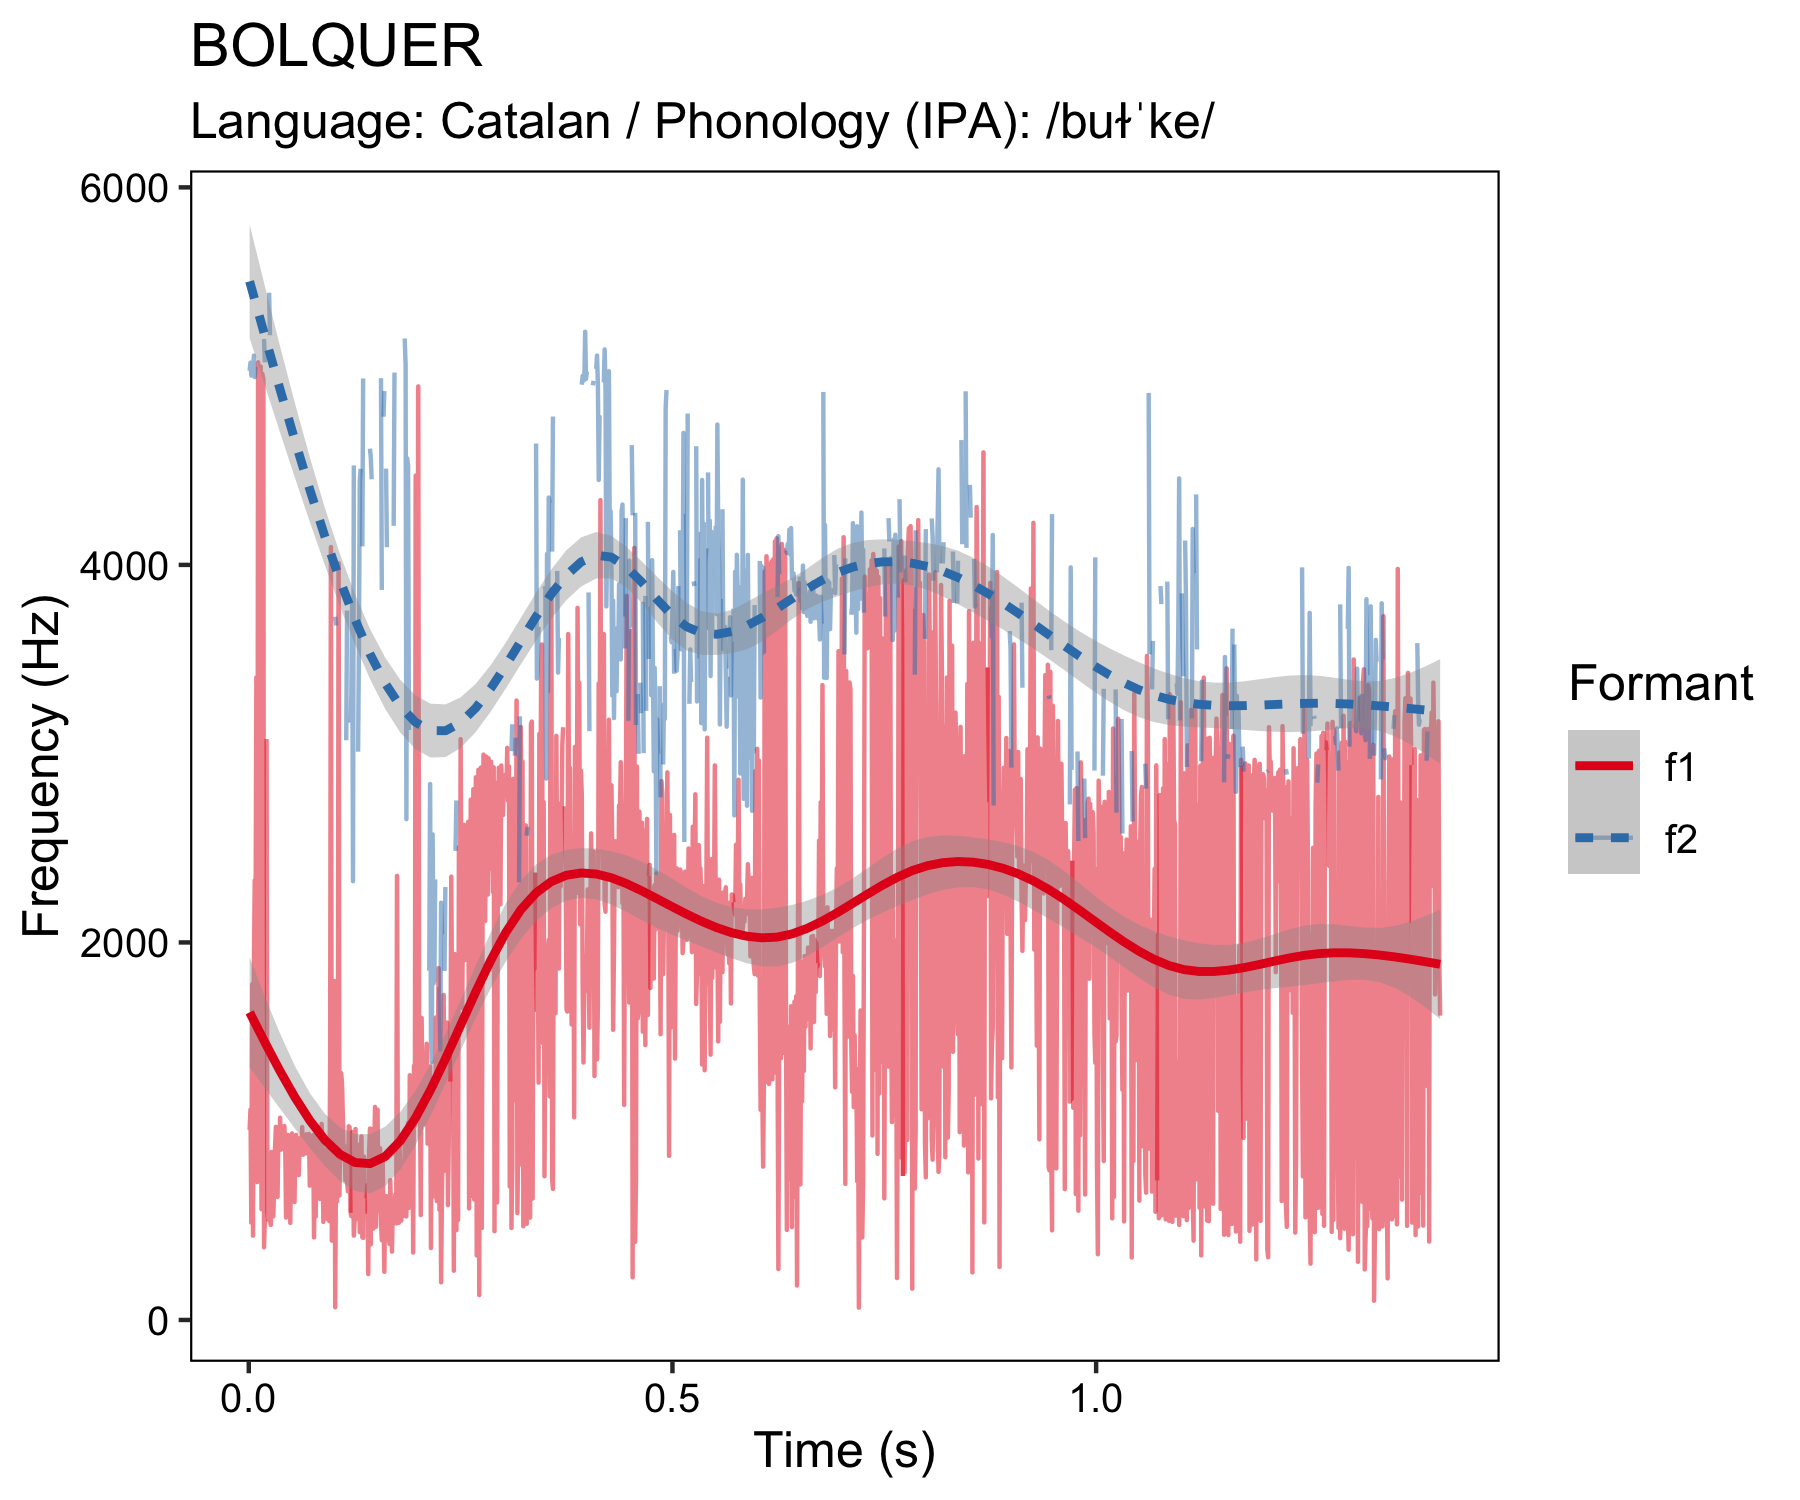 BOLQUER
Language: Catalan / Phonology (IPA): /buɫˈke/
6000
4000
2000
0
Frequency (Hz)
0.0 0.5 1.0
Time (s)
Formant
f1
f2